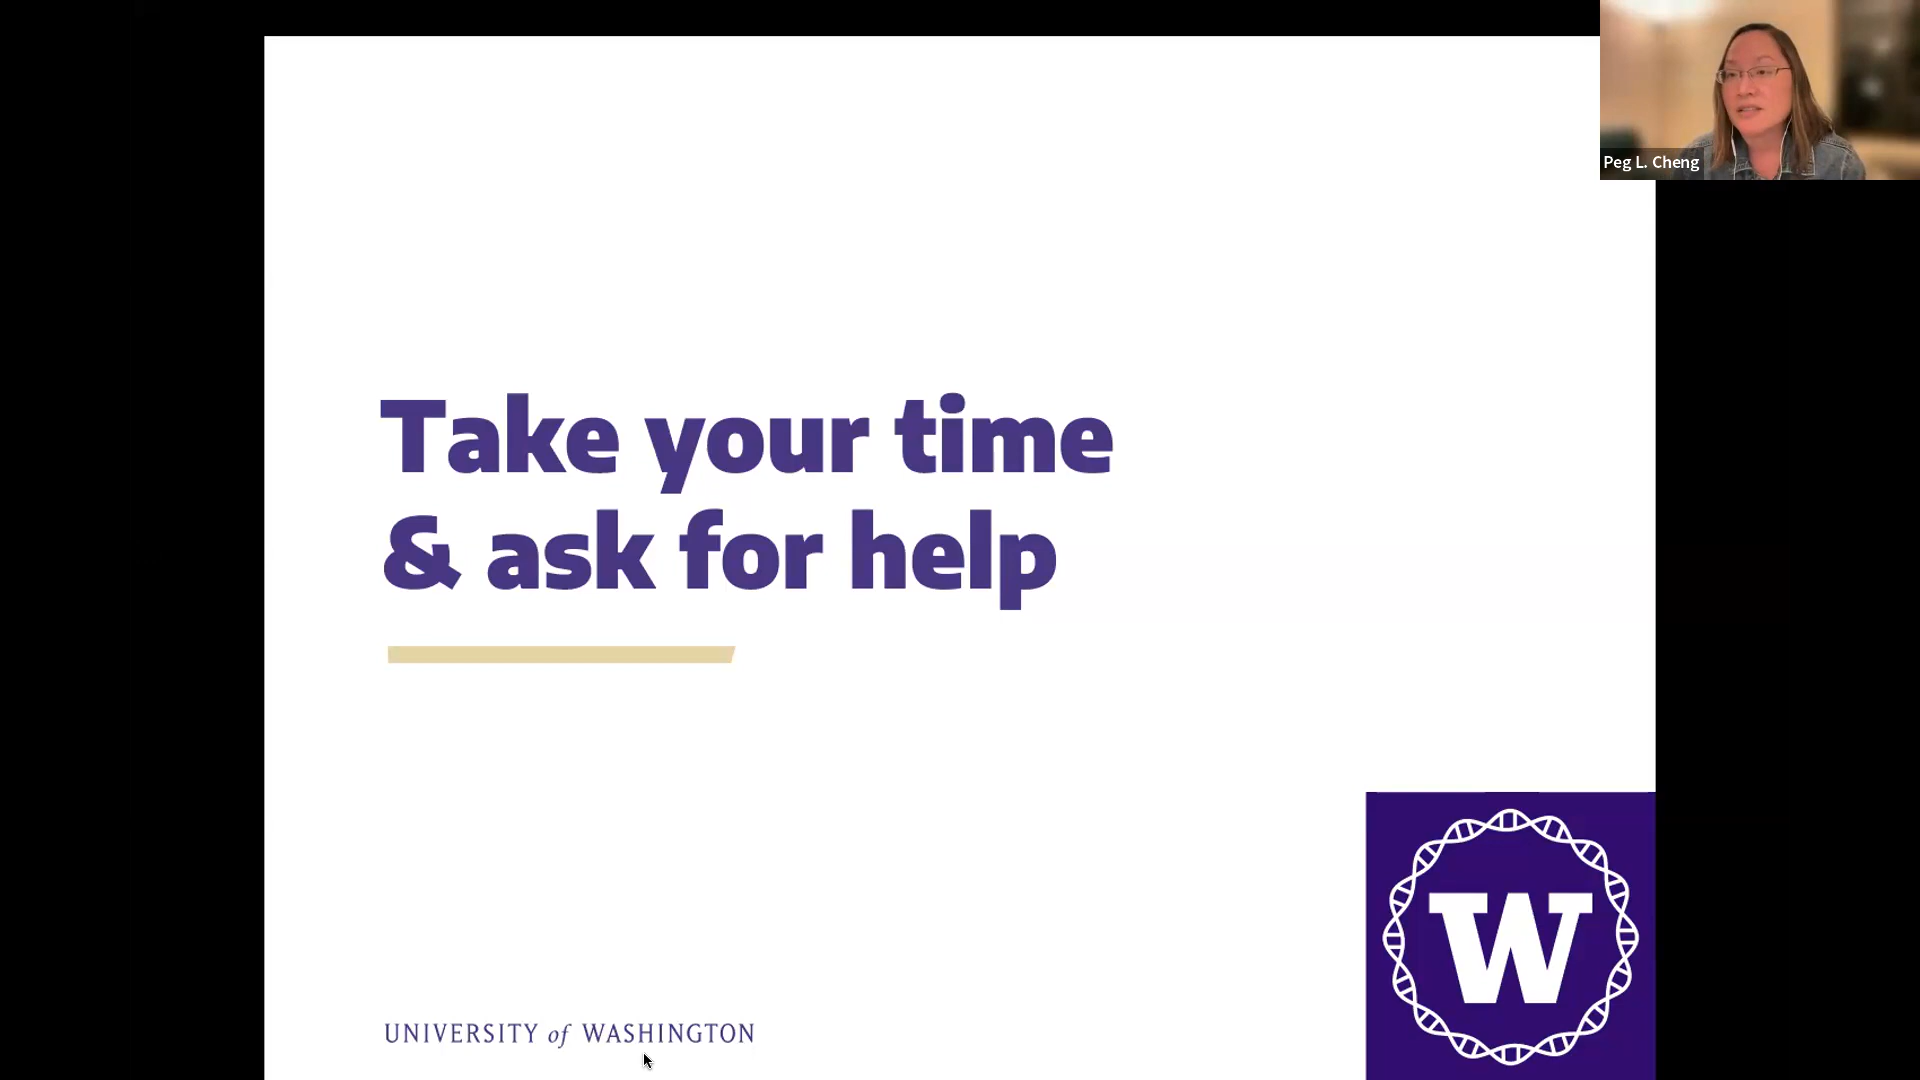 Peg L. Cheng
Take your time
& ask for help
UNIVERSITY of WASHINGTON
W